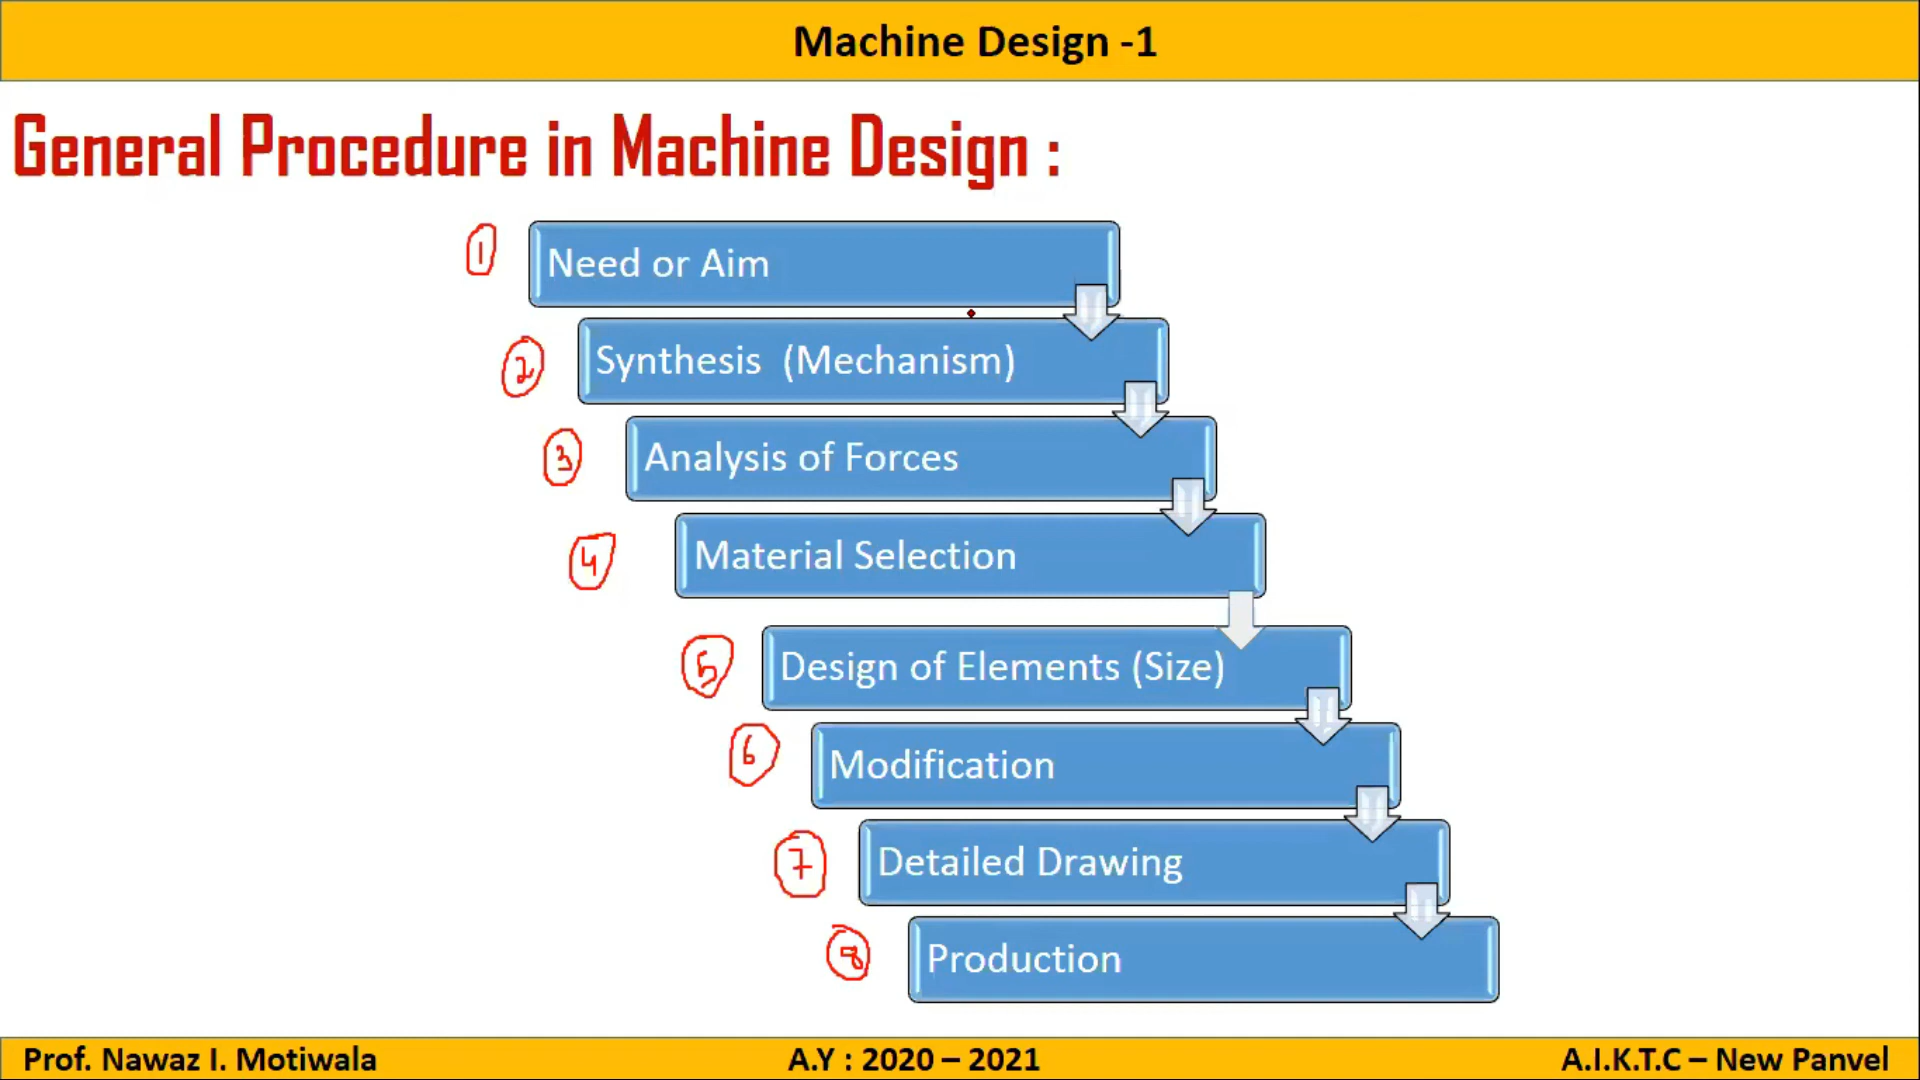 Machine Design -1
General Procedure in Machine Design :
1 Need or Aim
2 Synthesis (Mechanism)
3 Analysis of Forces
4 Material Selection
5 Design of Elements (Size)
6 Modification
7 Detailed Drawing
8 Production
Prof. Nawaz I. Motiwala A.Y : 2020 – 2021 A.I.K.T.C – New Panvel